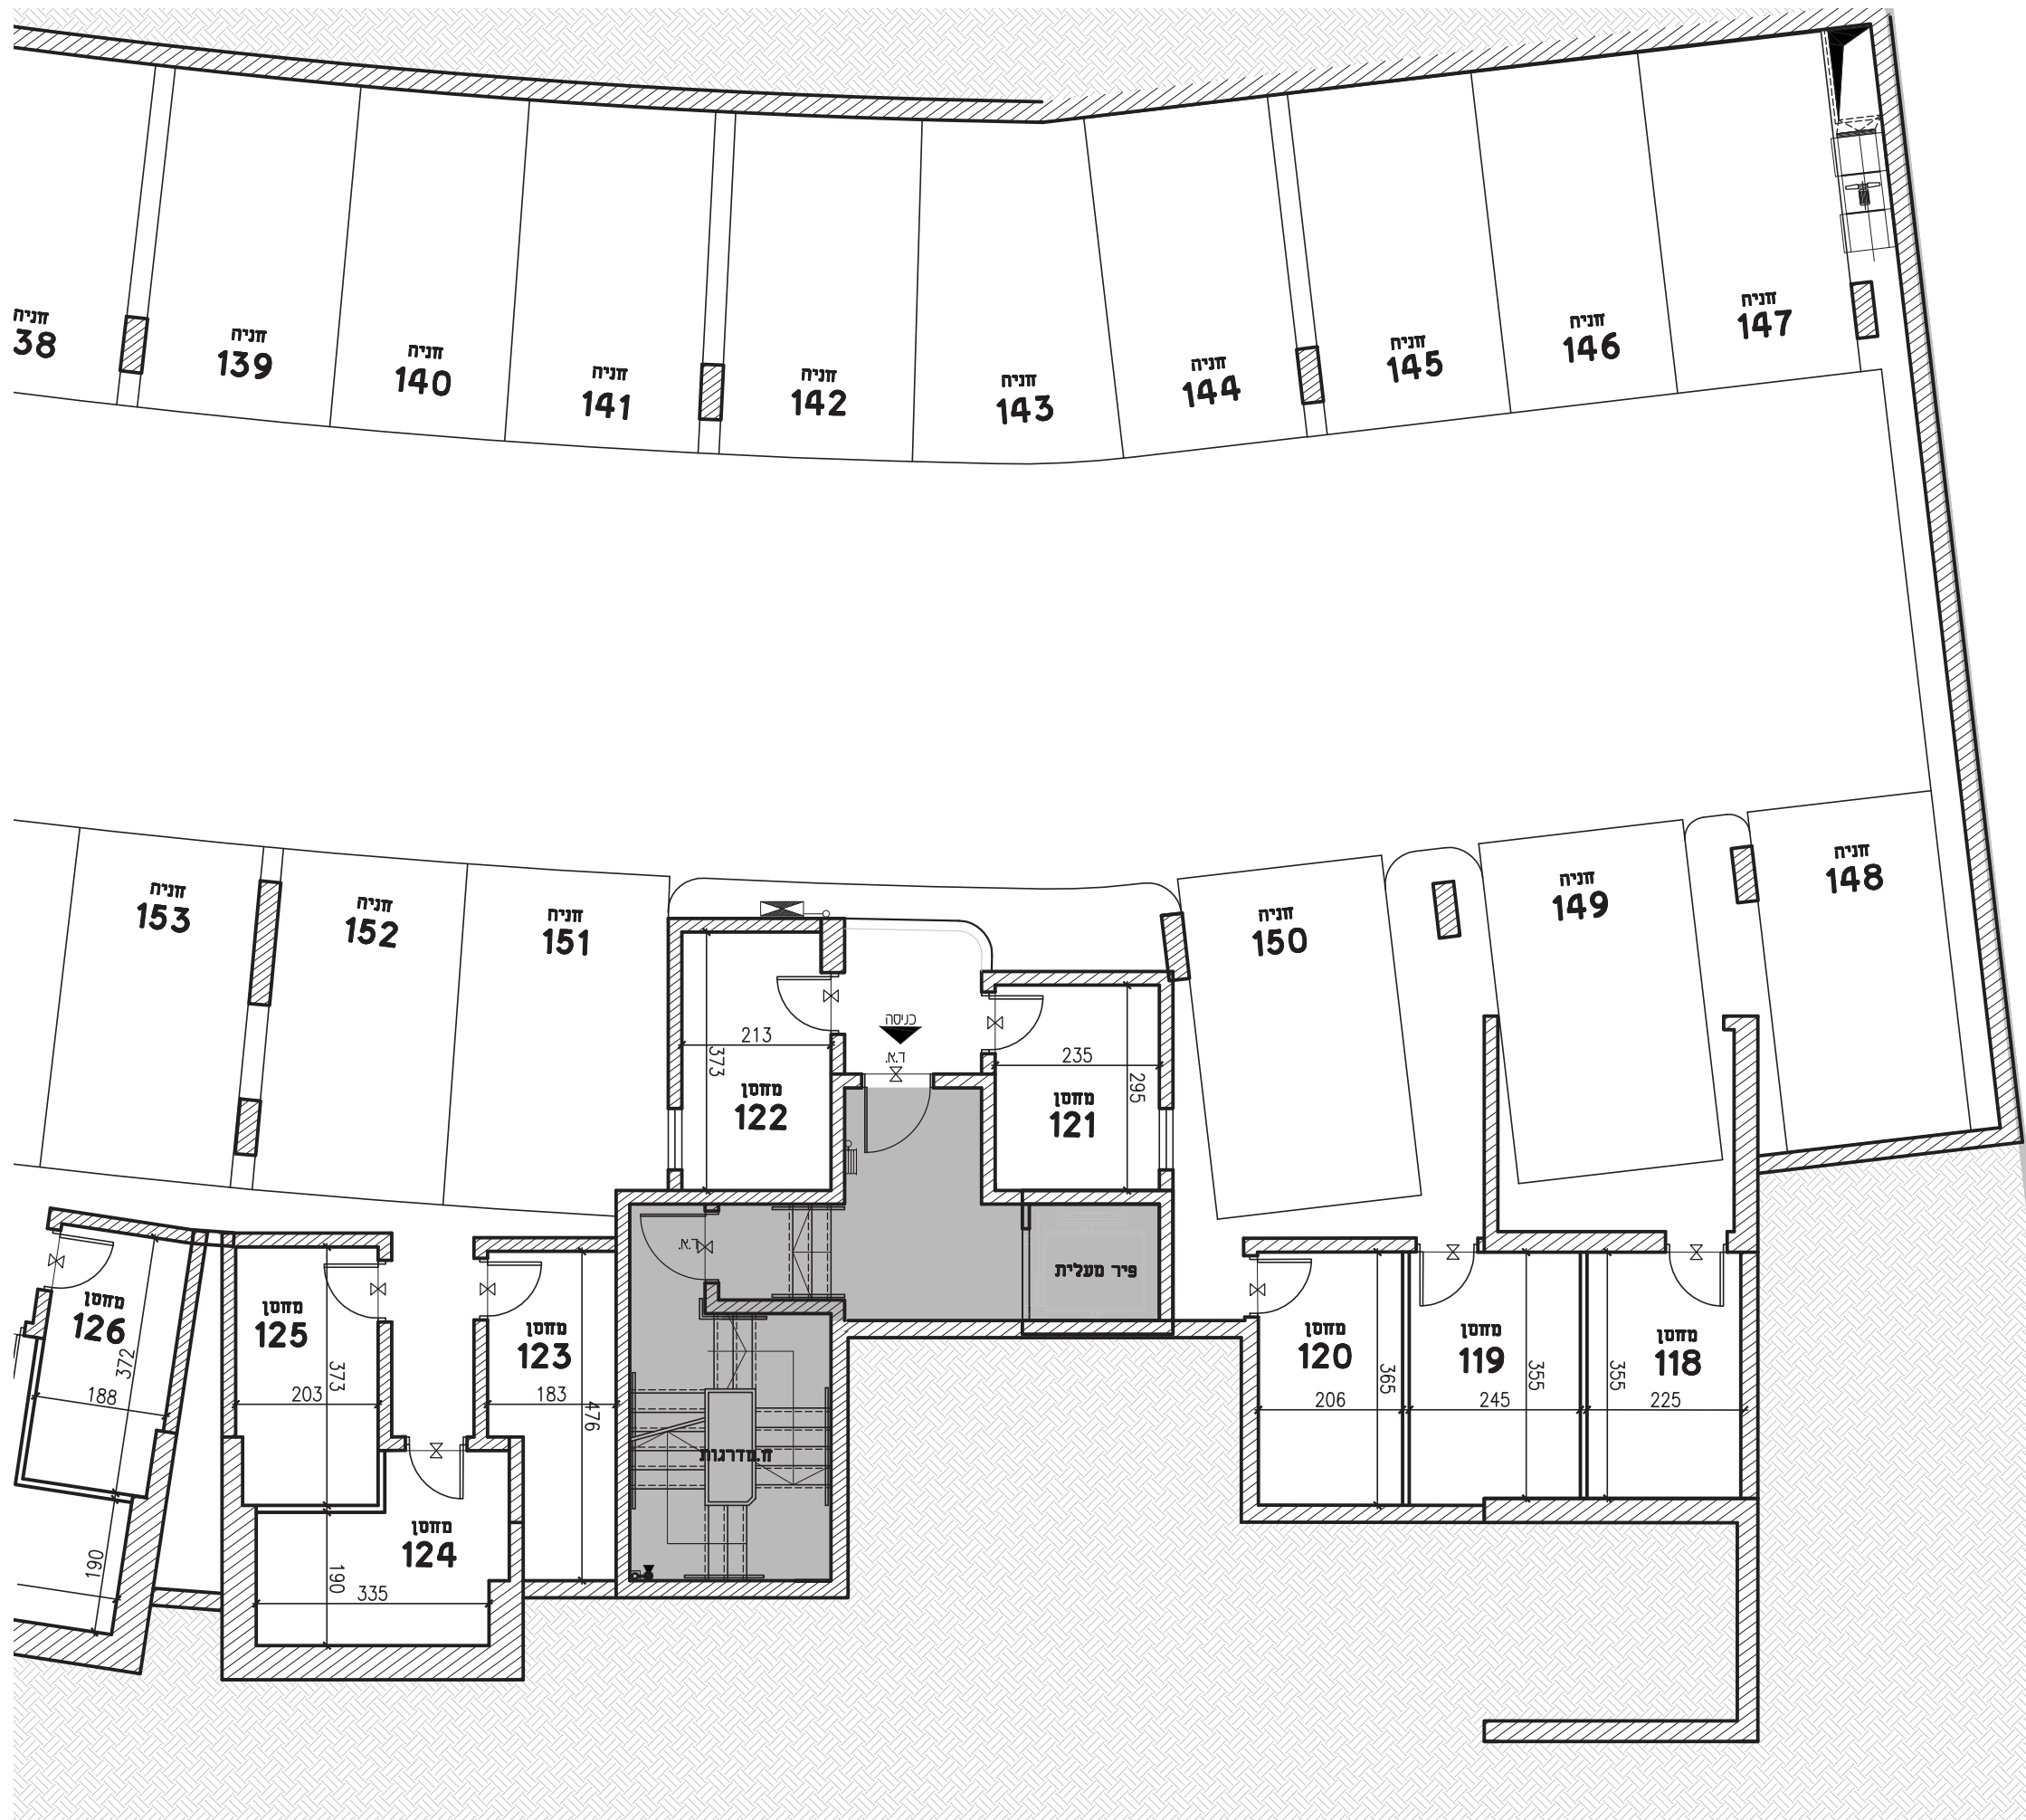 חניה
38
חניה
139
חניה
140
חניה
141
חניה
142
חניה
143
חניה
144
חניה
145
חניה
146
חניה
147
חניה
153
חניה
152
חניה
151
חניה
150
חניה
149
חניה
148
כניסה
ד.א.
213
373
מחסן
122
235
295
מחסן
121
ד.א.
פיר מעלית
ח.מדרגות
מחסן
126
372
188
190
מחסן
125
373
203
מחסן
124
190
335
מחסן
123
183
476
מחסן
120
365
206
מחסן
119
355
245
מחסן
118
355
225